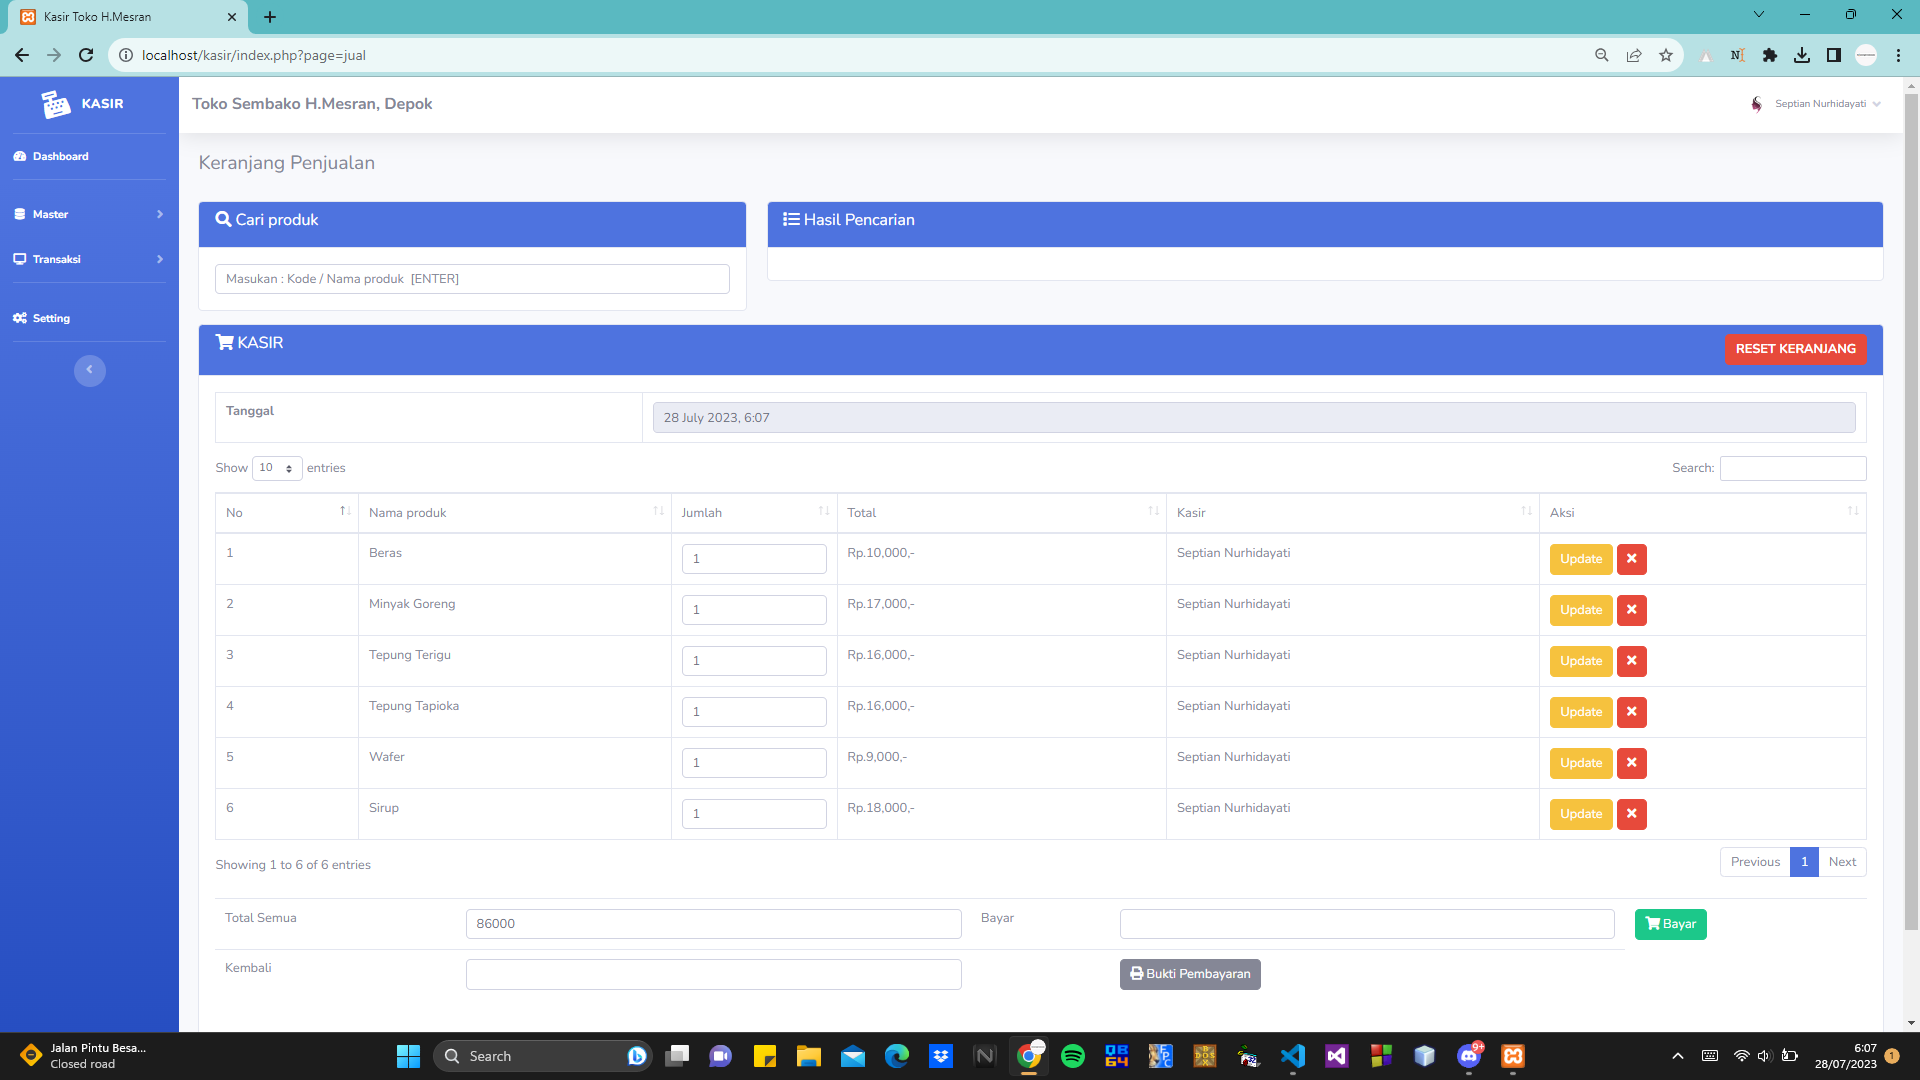 Kasir Toko H.Mesran
localhost/kasir/index.php?page=jual
KASIR
Toko Sembako H.Mesran, Depok
Septian Nurhidayati
Dashboard
Master
Transaksi
Setting
Keranjang Penjualan
Cari produk
Hasil Pencarian
Masukan : Kode / Nama produk [ENTER]
KASIR
RESET KERANJANG
Tanggal
28 July 2023, 6:07
Show 10 entries
Search:
No Nama produk Jumlah Total Kasir Aksi
1 Beras 1 Rp.10,000,- Septian Nurhidayati Update
2 Minyak Goreng 1 Rp.17,000,- Septian Nurhidayati Update
3 Tepung Terigu 1 Rp.16,000,- Septian Nurhidayati Update
4 Tepung Tapioka 1 Rp.16,000,- Septian Nurhidayati Update
5 Wafer 1 Rp.9,000,- Septian Nurhidayati Update
6 Sirup 1 Rp.18,000,- Septian Nurhidayati Update
Showing 1 to 6 of 6 entries
Previous 1 Next
Total Semua 86000 Bayar Bayar
Kembali Bukti Pembayaran
Jalan Pintu Besa...
Closed road
Search
9+
6:07
28/07/2023
1